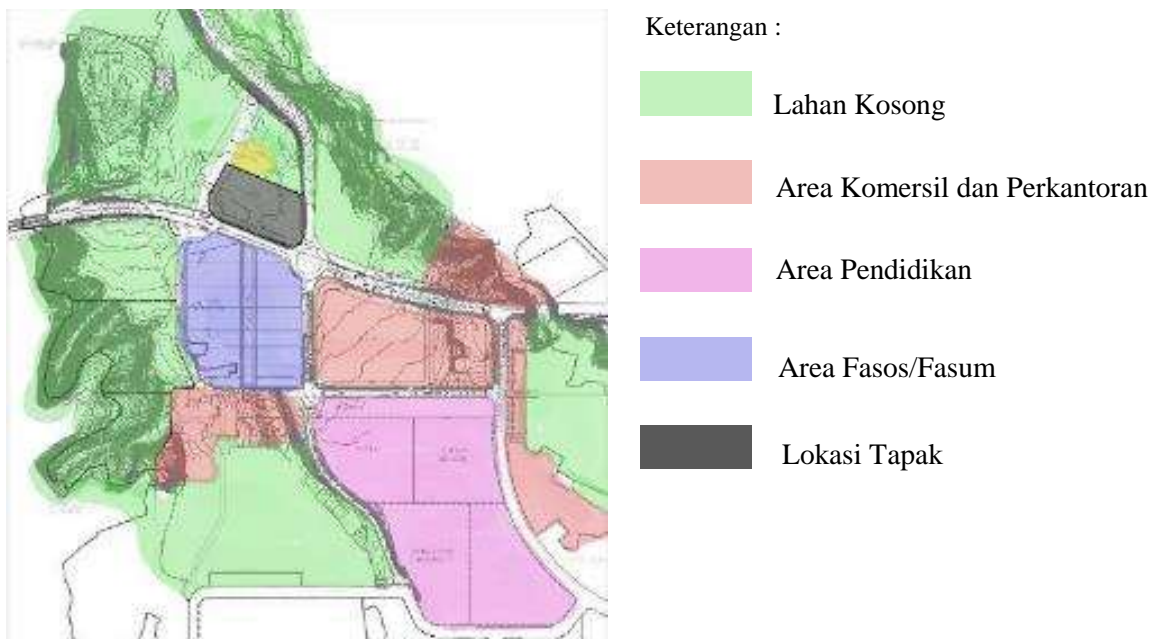 Keterangan :
Lahan Kosong
Area Komersil dan Perkantoran
Area Pendidikan
Area Fasos/Fasum
Lokasi Tapak